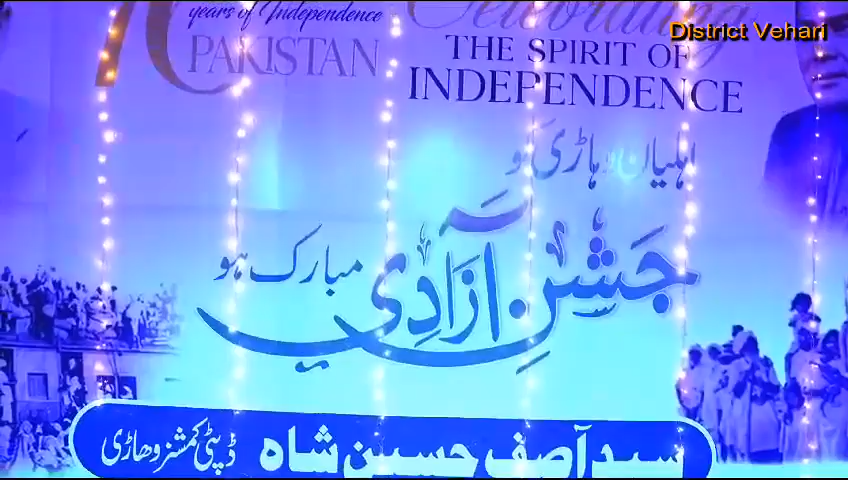 years of Independence
PAKISTAN
Celebrating
THE SPIRIT OF
INDEPENDENCE
District Vehari
اہلیان وہاڑی کو
جشنِ آزادی مبارک ہو
سید آصف حسین شاہ ڈپٹی کمشنر وہاڑی